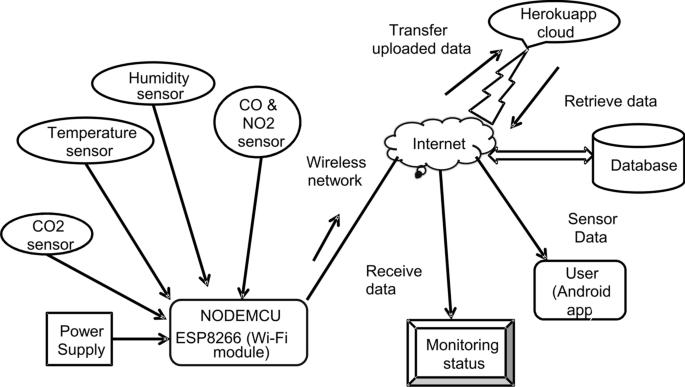 Transfer
uploaded data
Herokuapp
cloud
Humidity
sensor
CO &
NO2
sensor
Retrieve data
Temperature
sensor
Internet
Database
Wireless
network
CO2
sensor
Sensor
Data
Receive
data
User
(Android
app
NODEMCU
ESP8266 (Wi-Fi
module)
Power
Supply
Monitoring
status